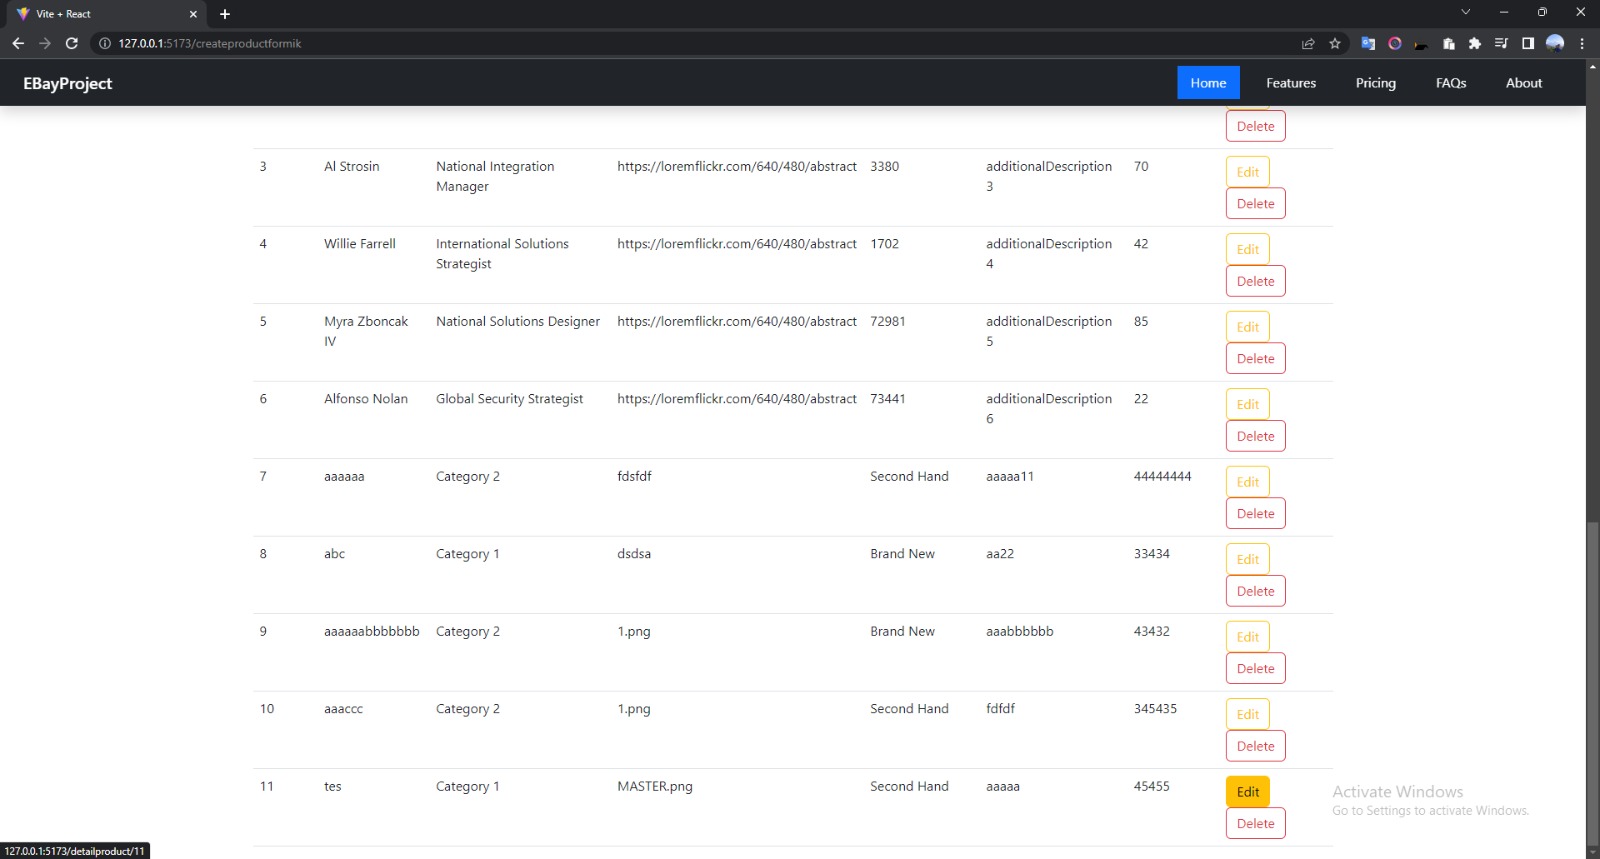 Vite + React
127.0.0.1:5173/createproductformik
EBayProject Home Features Pricing FAQs About
Delete
3 Al Strosin National Integration Manager https://loremflickr.com/640/480/abstract 3380 additionalDescription 3 70 Edit Delete
4 Willie Farrell International Solutions Strategist https://loremflickr.com/640/480/abstract 1702 additionalDescription 4 42 Edit Delete
5 Myra Zboncak IV National Solutions Designer https://loremflickr.com/640/480/abstract 72981 additionalDescription 5 85 Edit Delete
6 Alfonso Nolan Global Security Strategist https://loremflickr.com/640/480/abstract 73441 additionalDescription 6 22 Edit Delete
7 aaaaaa Category 2 fdsfdf Second Hand aaaaa11 44444444 Edit Delete
8 abc Category 1 dsdsa Brand New aa22 33434 Edit Delete
9 aaaaaabbbbbbb Category 2 1.png Brand New aaabbbbbb 43432 Edit Delete
10 aaaccc Category 2 1.png Second Hand fdfdf 345435 Edit Delete
11 tes Category 1 MASTER.png Second Hand aaaaa 45455 Edit Delete
Activate Windows
Go to Settings to activate Windows.
127.0.0.1:5173/detailproduct/11